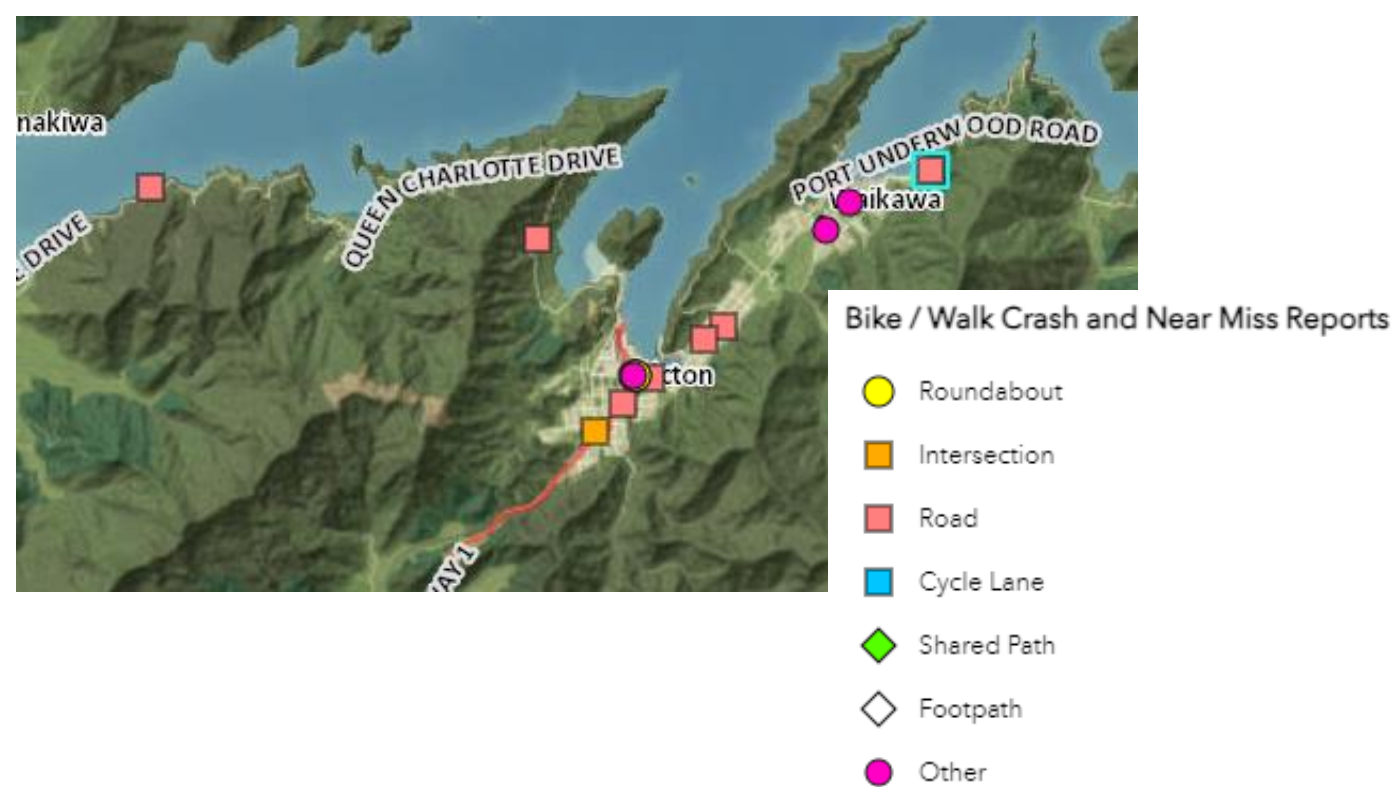 nakiwa
DRIVE
QUEEN CHARLOTTE DRIVE
PORT UNDERWOOD ROAD
Waikawa
cton
WAY 1
Bike / Walk Crash and Near Miss Reports
Roundabout
Intersection
Road
Cycle Lane
Shared Path
Footpath
Other